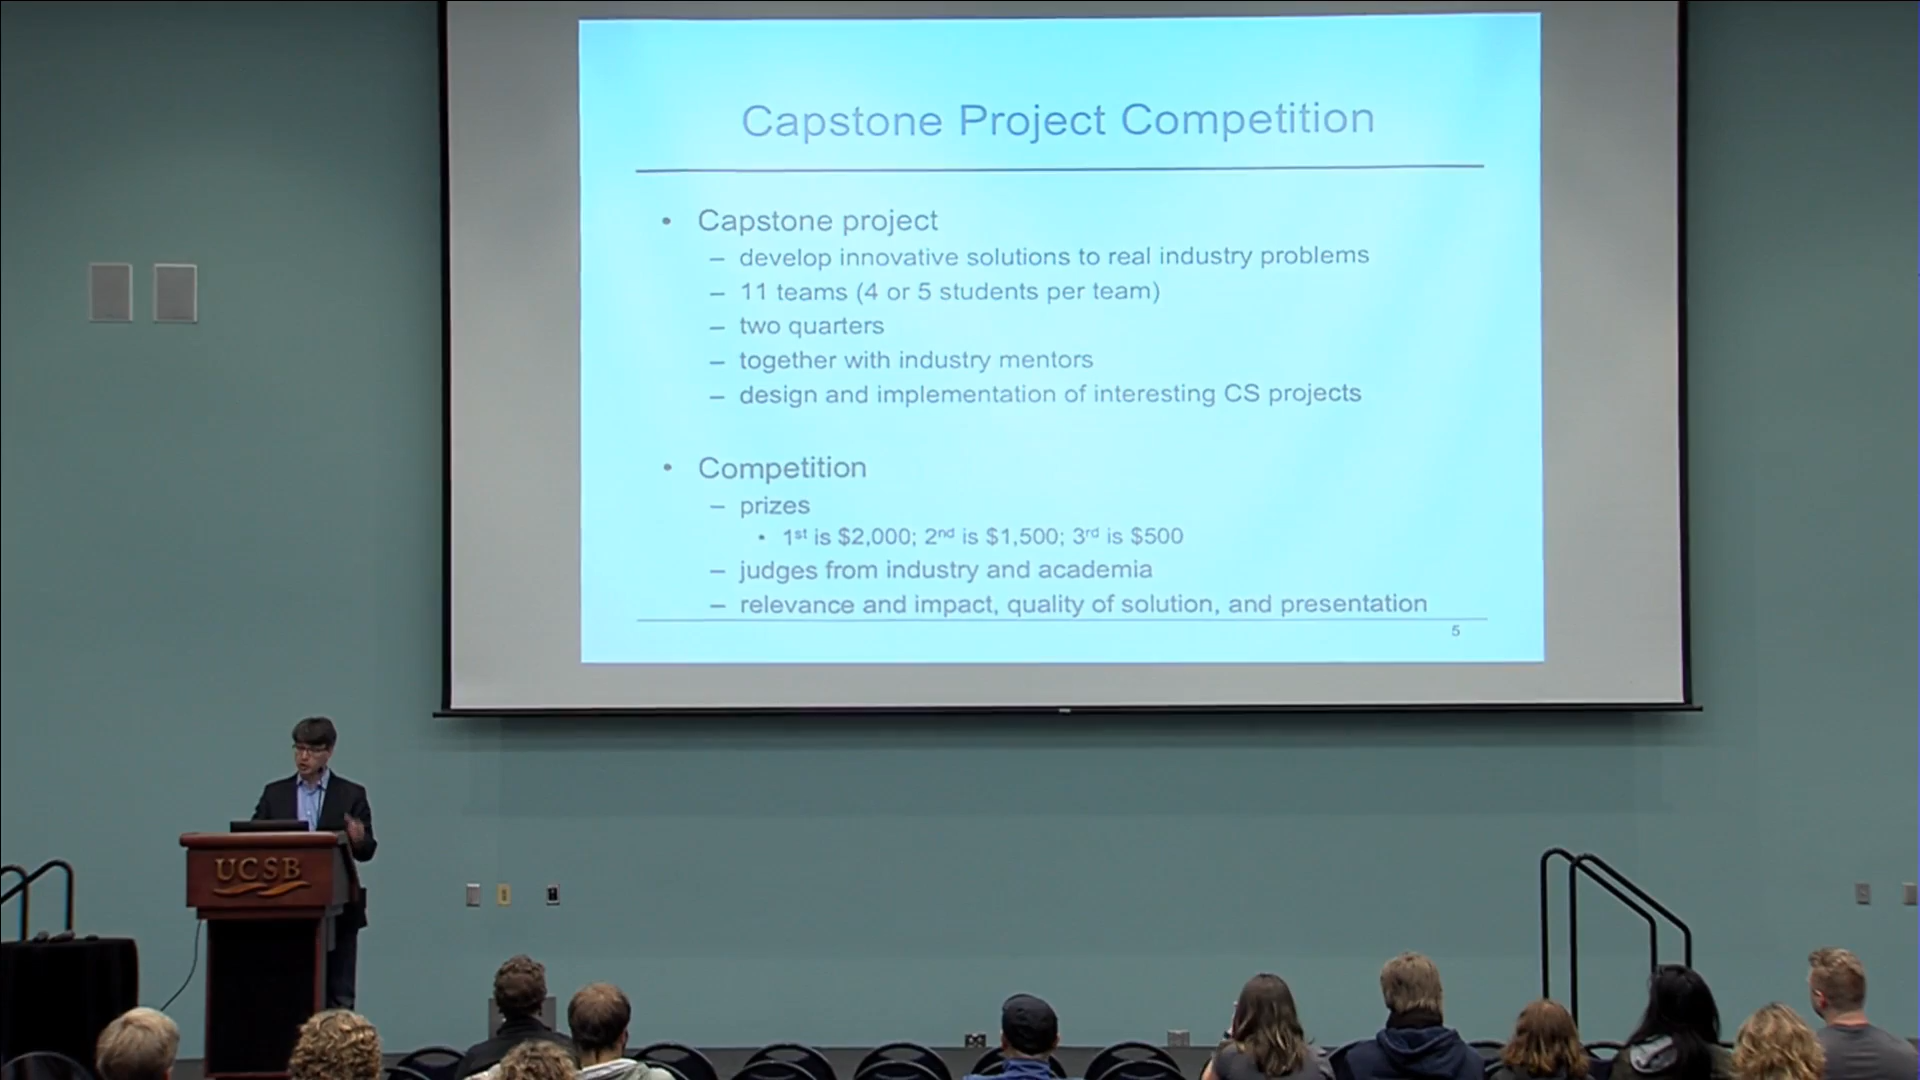 Capstone Project Competition
• Capstone project
– develop innovative solutions to real industry problems
– 11 teams (4 or 5 students per team)
– two quarters
– together with industry mentors
– design and implementation of interesting CS projects
• Competition
– prizes
• 1st is $2,000; 2nd is $1,500; 3rd is $500
– judges from industry and academia
– relevance and impact, quality of solution, and presentation
5
UCSB